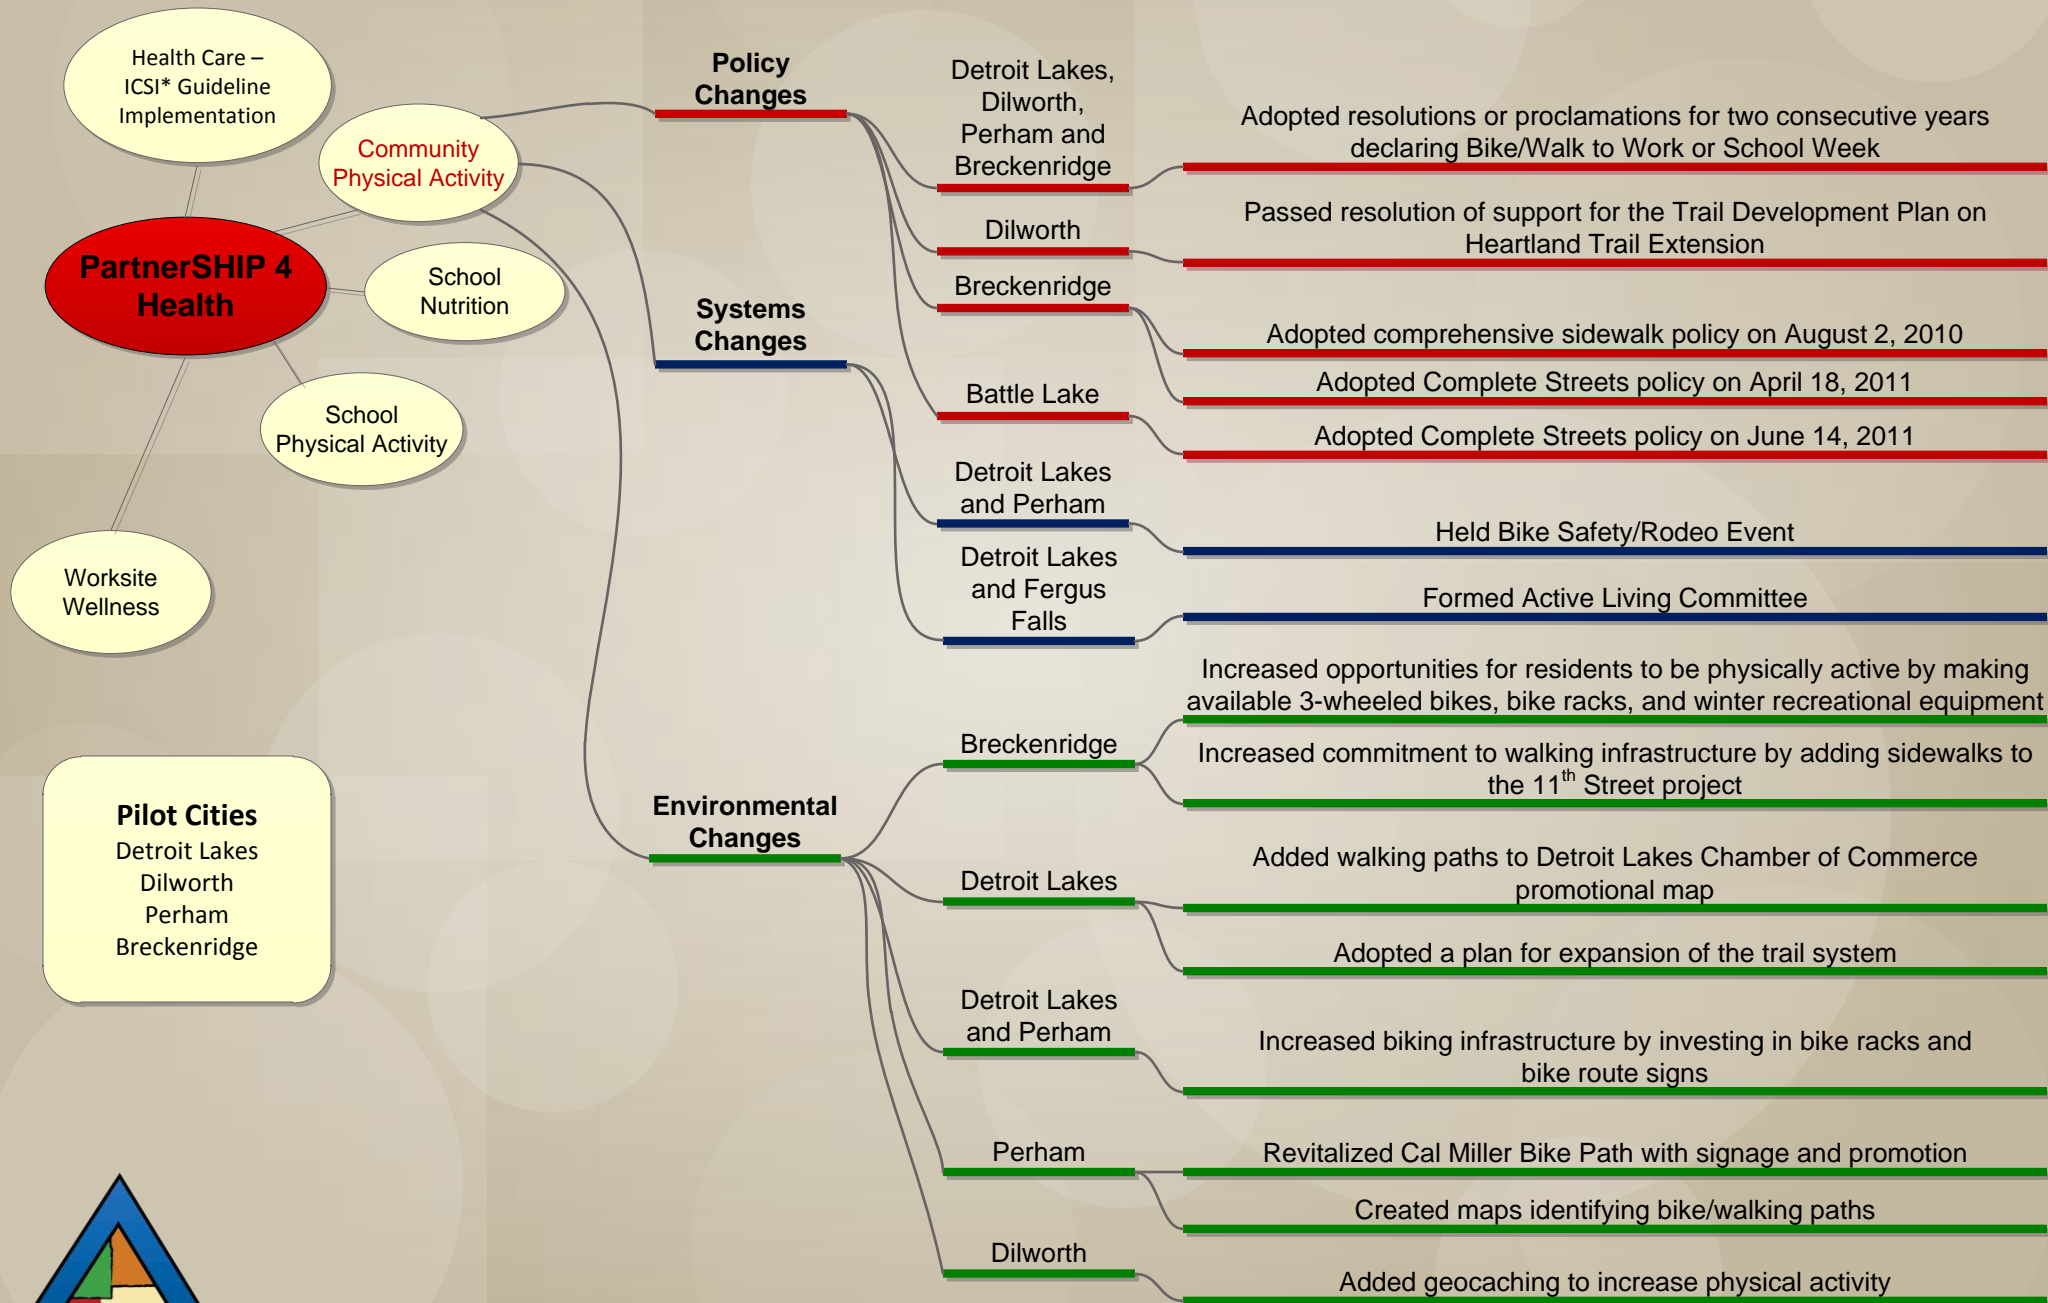 Health Care –
ICSI* Guideline
Implementation
Community
Physical Activity
PartnerSHIP 4
Health
School
Nutrition
School
Physical Activity
Worksite
Wellness
Pilot Cities
Detroit Lakes
Dilworth
Perham
Breckenridge
Policy
Changes
Detroit Lakes,
Dilworth,
Perham and
Breckenridge
Adopted resolutions or proclamations for two consecutive years
declaring Bike/Walk to Work or School Week
Dilworth
Passed resolution of support for the Trail Development Plan on
Heartland Trail Extension
Breckenridge
Adopted comprehensive sidewalk policy on August 2, 2010
Adopted Complete Streets policy on April 18, 2011
Battle Lake
Adopted Complete Streets policy on June 14, 2011
Systems
Changes
Detroit Lakes
and Perham
Held Bike Safety/Rodeo Event
Detroit Lakes
and Fergus
Falls
Formed Active Living Committee
Environmental
Changes
Breckenridge
Increased opportunities for residents to be physically active by making
available 3-wheeled bikes, bike racks, and winter recreational equipment
Increased commitment to walking infrastructure by adding sidewalks to
the 11th Street project
Detroit Lakes
Added walking paths to Detroit Lakes Chamber of Commerce
promotional map
Adopted a plan for expansion of the trail system
Detroit Lakes
and Perham
Increased biking infrastructure by investing in bike racks and
bike route signs
Perham
Revitalized Cal Miller Bike Path with signage and promotion
Created maps identifying bike/walking paths
Dilworth
Added geocaching to increase physical activity